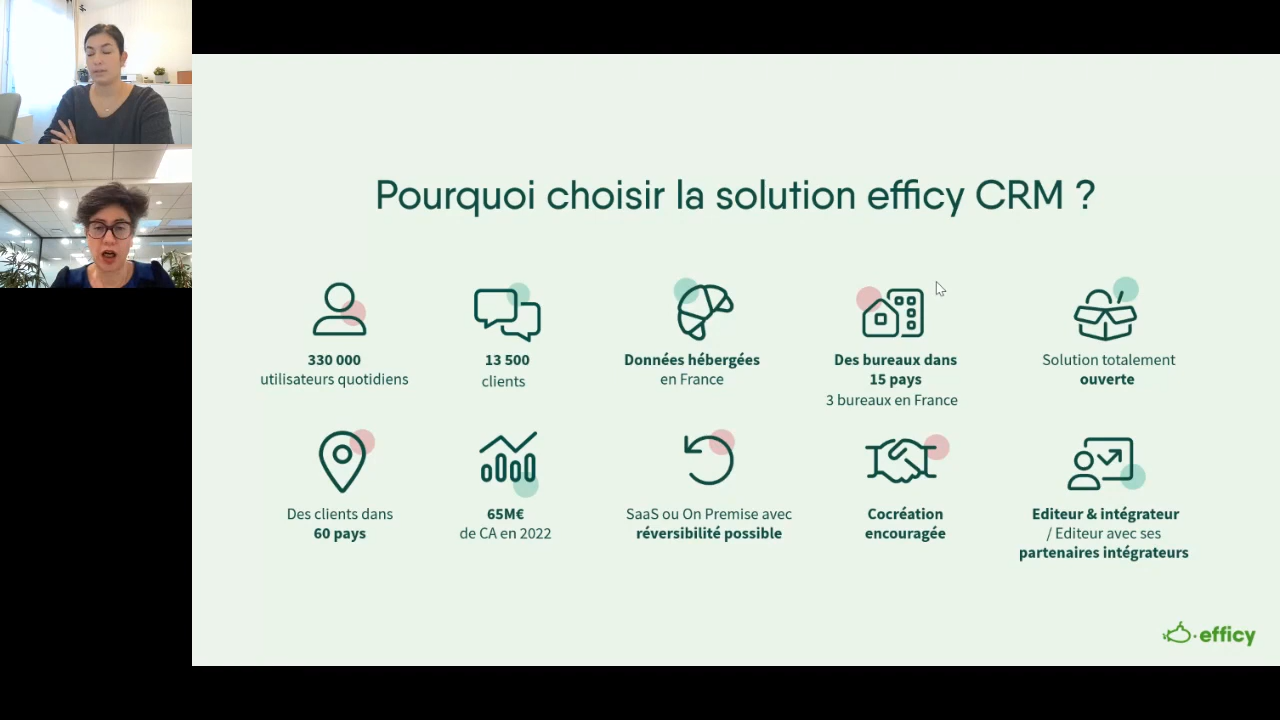 Pourquoi choisir la solution efficy CRM ?
330 000
utilisateurs quotidiens
13 500
clients
Données hébergées
en France
Des bureaux dans
15 pays
3 bureaux en France
Solution totalement
ouverte
Des clients dans
60 pays
65M€
de CA en 2022
SaaS ou On Premise avec
réversibilité possible
Cocréation
encouragée
Editeur & intégrateur
/ Editeur avec ses
partenaires intégrateurs
efficy